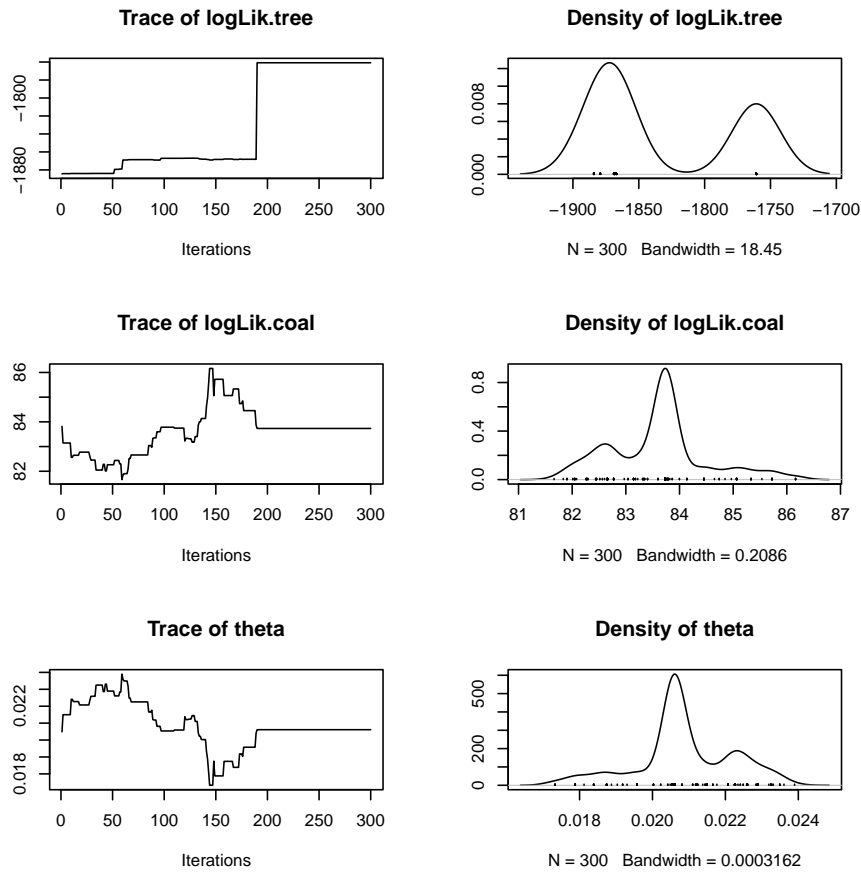 Trace of logLik.tree
−1880 −1800
0 50 100 150 200 250 300
Iterations
Density of logLik.tree
0.000 0.008
−1900 −1850 −1800 −1750 −1700
N = 300 Bandwidth = 18.45
Trace of logLik.coal
82 84 86
0 50 100 150 200 250 300
Iterations
Density of logLik.coal
0.0 0.4 0.8
81 82 83 84 85 86 87
N = 300 Bandwidth = 0.2086
Trace of theta
0.018 0.022
0 50 100 150 200 250 300
Iterations
Density of theta
0 200 500
0.018 0.020 0.022 0.024
N = 300 Bandwidth = 0.0003162